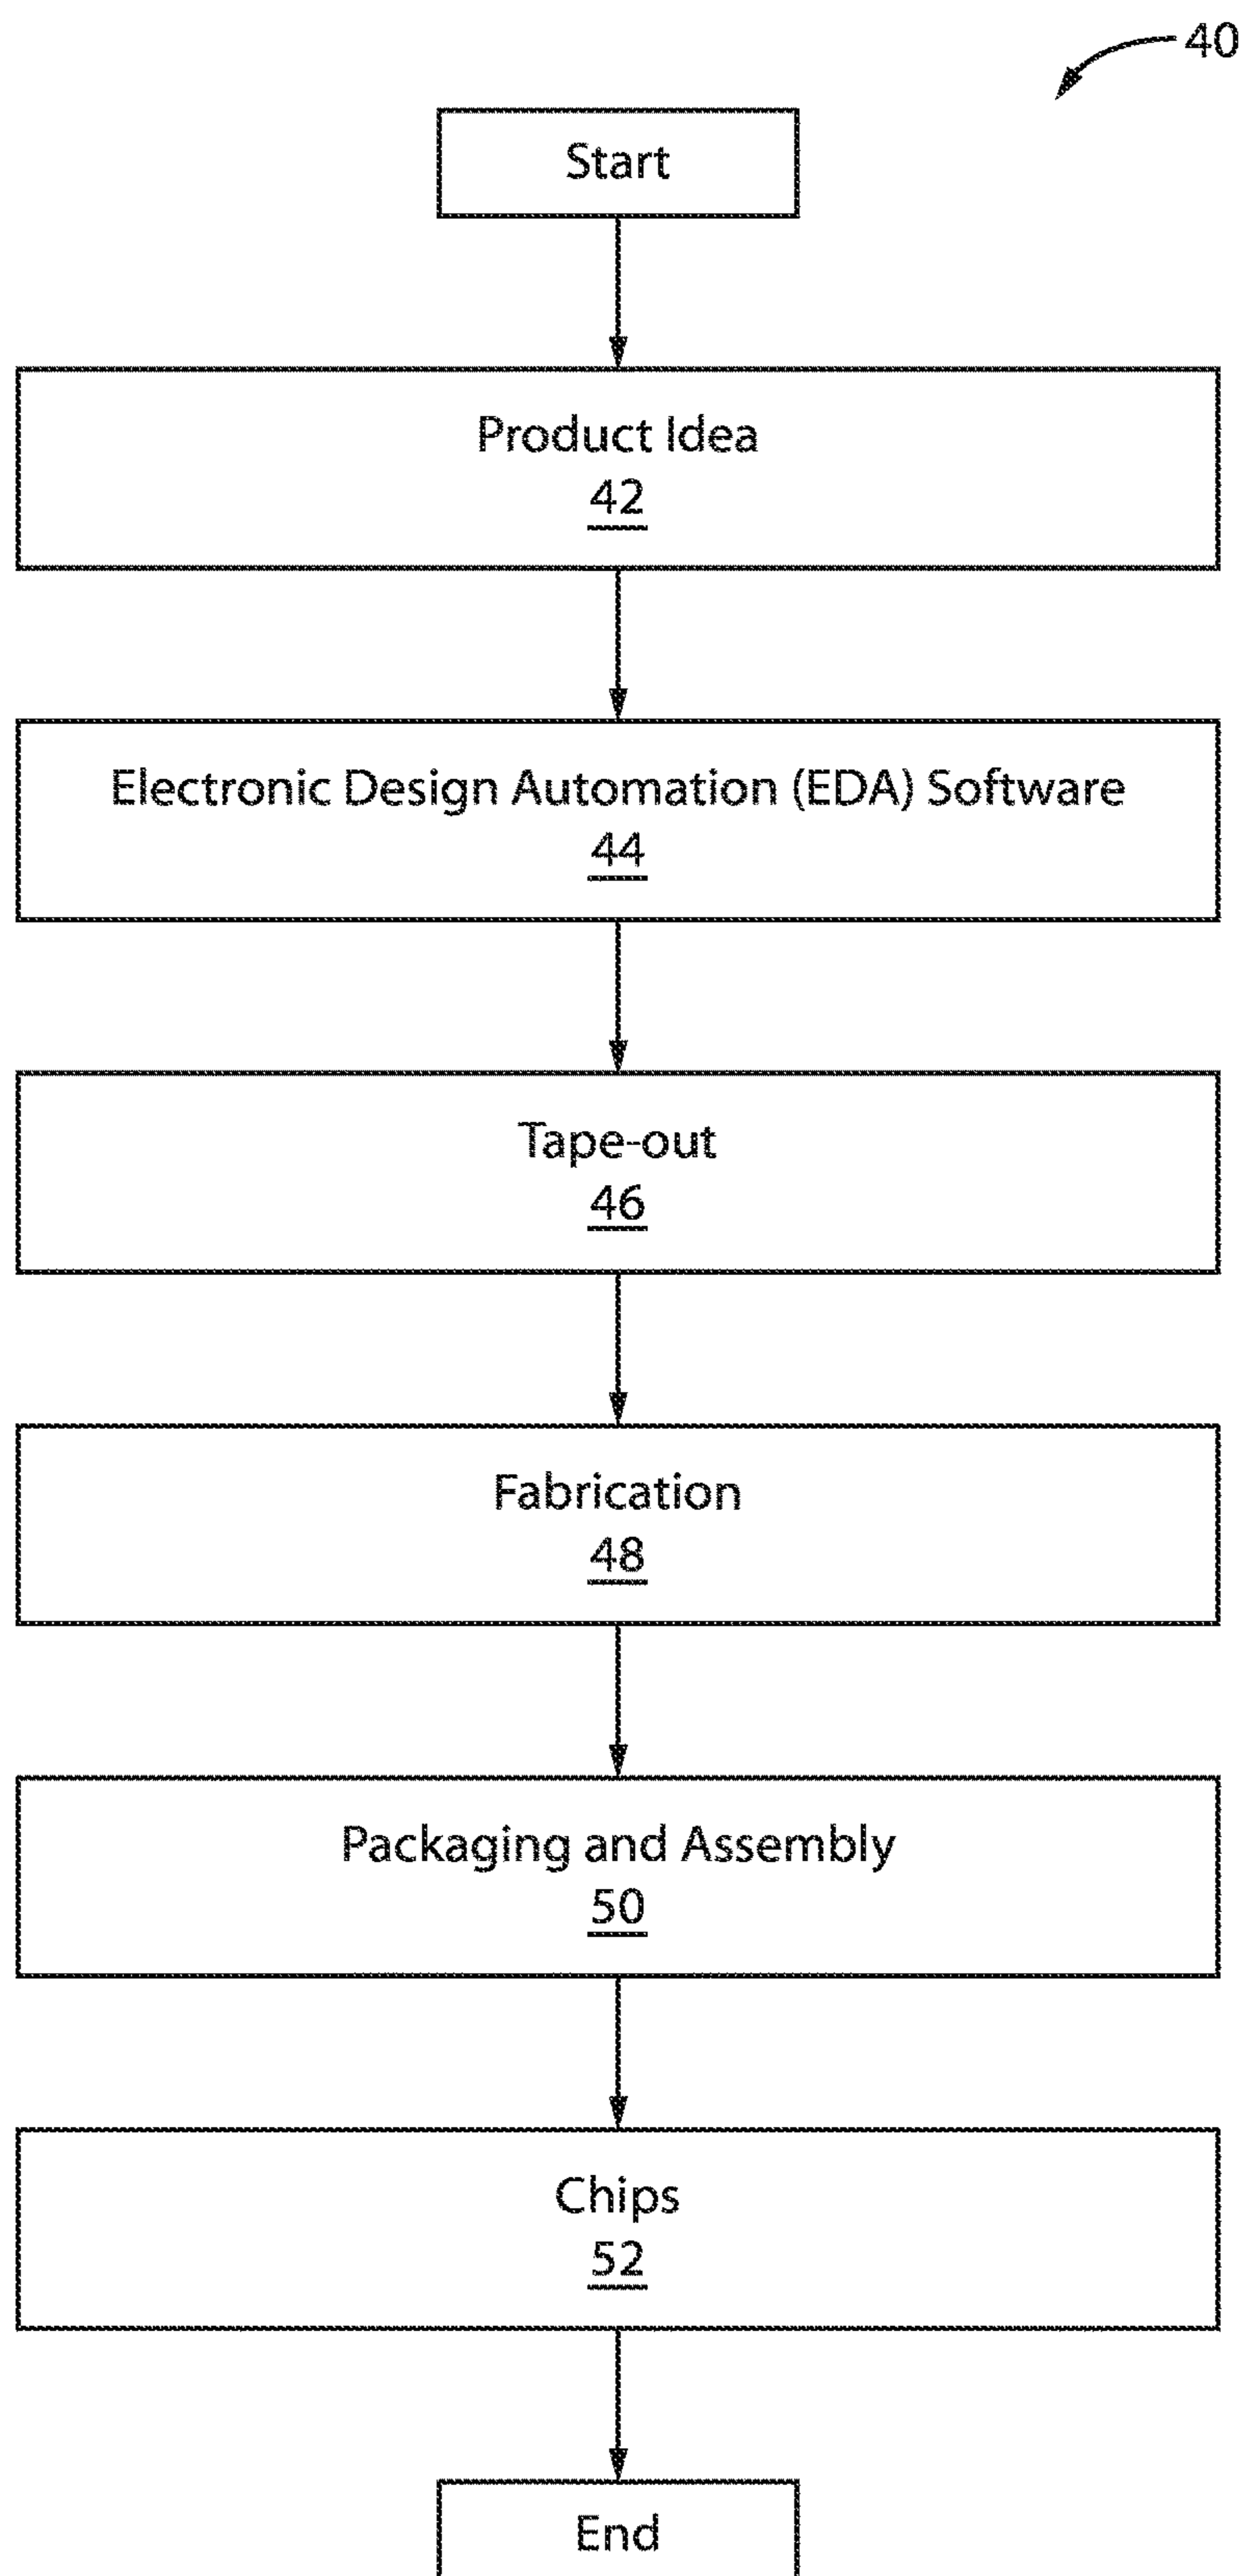 40
Start
Product Idea
42
Electronic Design Automation (EDA) Software
44
Tape-out
46
Fabrication
48
Packaging and Assembly
50
Chips
52
End